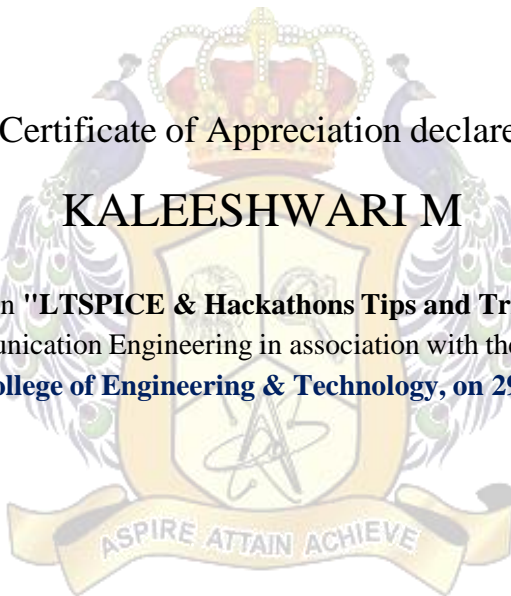 Certificate of Appreciation declare
KALEESHWARI M
n "LTSPICE & Hackathons Tips and Tr
unication Engineering in association with the
ollege of Engineering & Technology, on 29
ASPIRE ATTAIN ACHIEVE